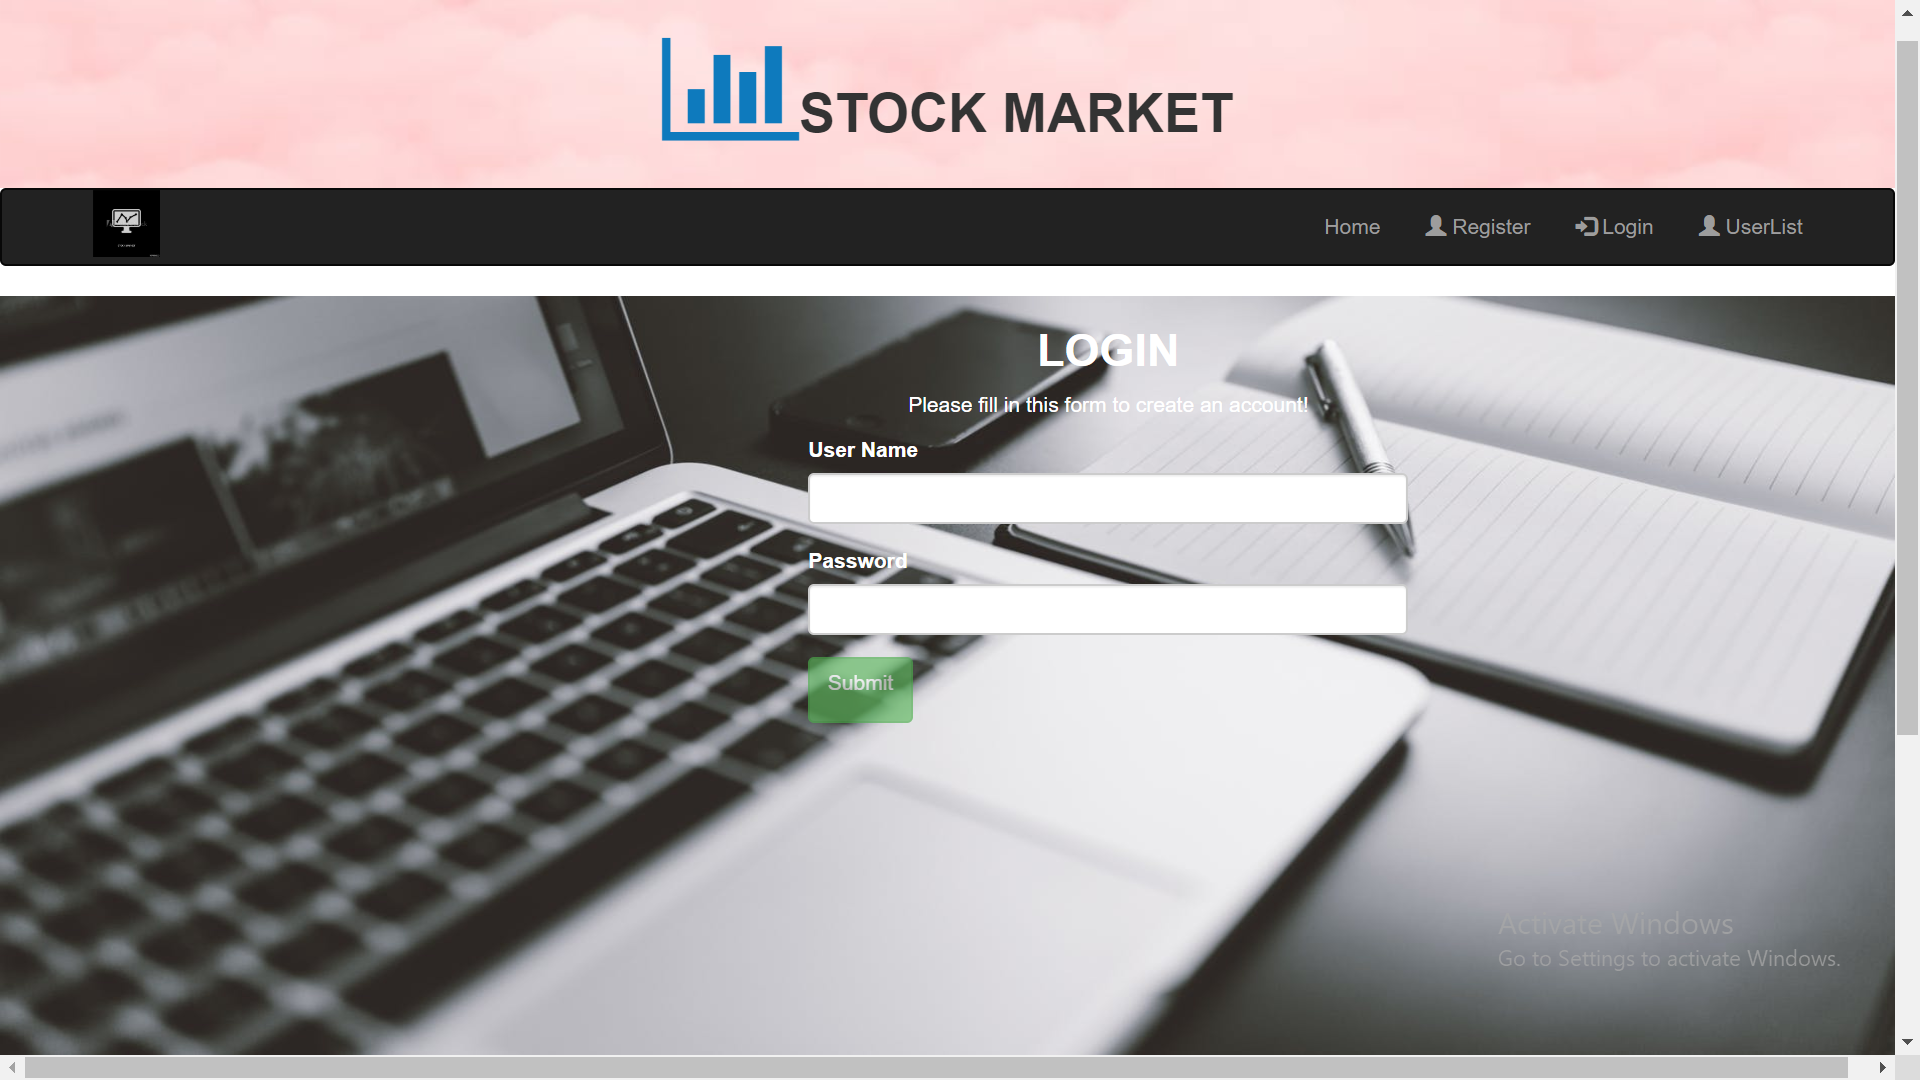 STOCK MARKET
Home Register Login UserList
LOGIN
Please fill in this form to create an account!
User Name
Password
Submit
Activate Windows
Go to Settings to activate Windows.